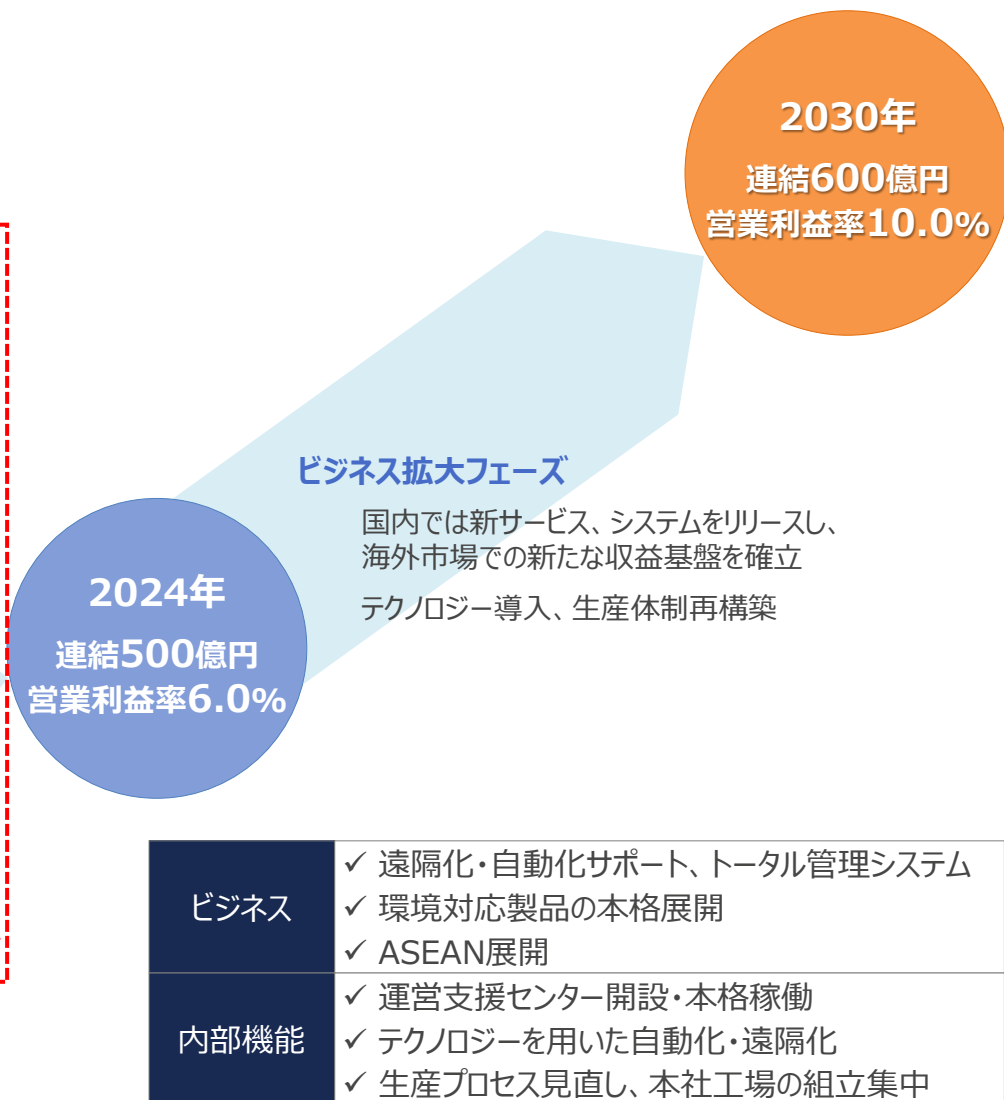 2030年
連結600億円
営業利益率10.0%
ビジネス拡大フェーズ
国内では新サービス、システムをリリースし、
海外市場での新たな収益基盤を確立
テクノロジー導入、生産体制再構築
2024年
連結500億円
営業利益率6.0%
ビジネス
✓ 遠隔化・自動化サポート、トータル管理システム
✓ 環境対応製品の本格展開
✓ ASEAN展開
内部機能
✓ 運営支援センター開設・本格稼働
✓ テクノロジーを用いた自動化・遠隔化
✓ 生産プロセス見直し、本社工場の組立集中